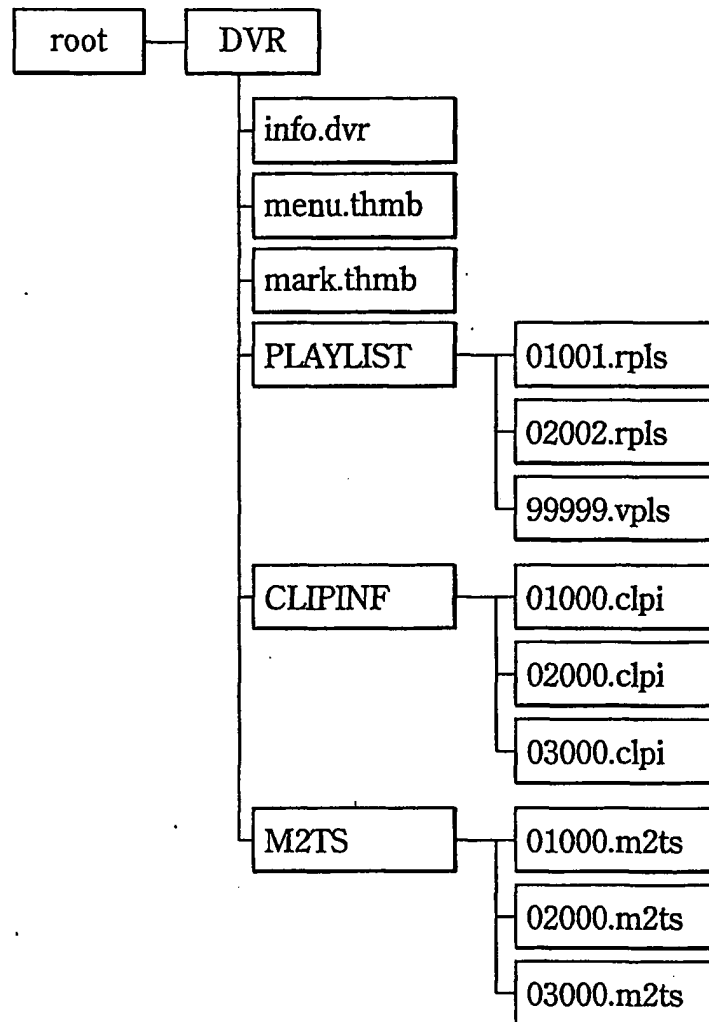 root
DVR
info.dvr
menu.thmb
mark.thmb
PLAYLIST
01001.rpls
02002.rpls
99999.vpls
CLIPINF
01000.clpi
02000.clpi
03000.clpi
M2TS
01000.m2ts
02000.m2ts
03000.m2ts